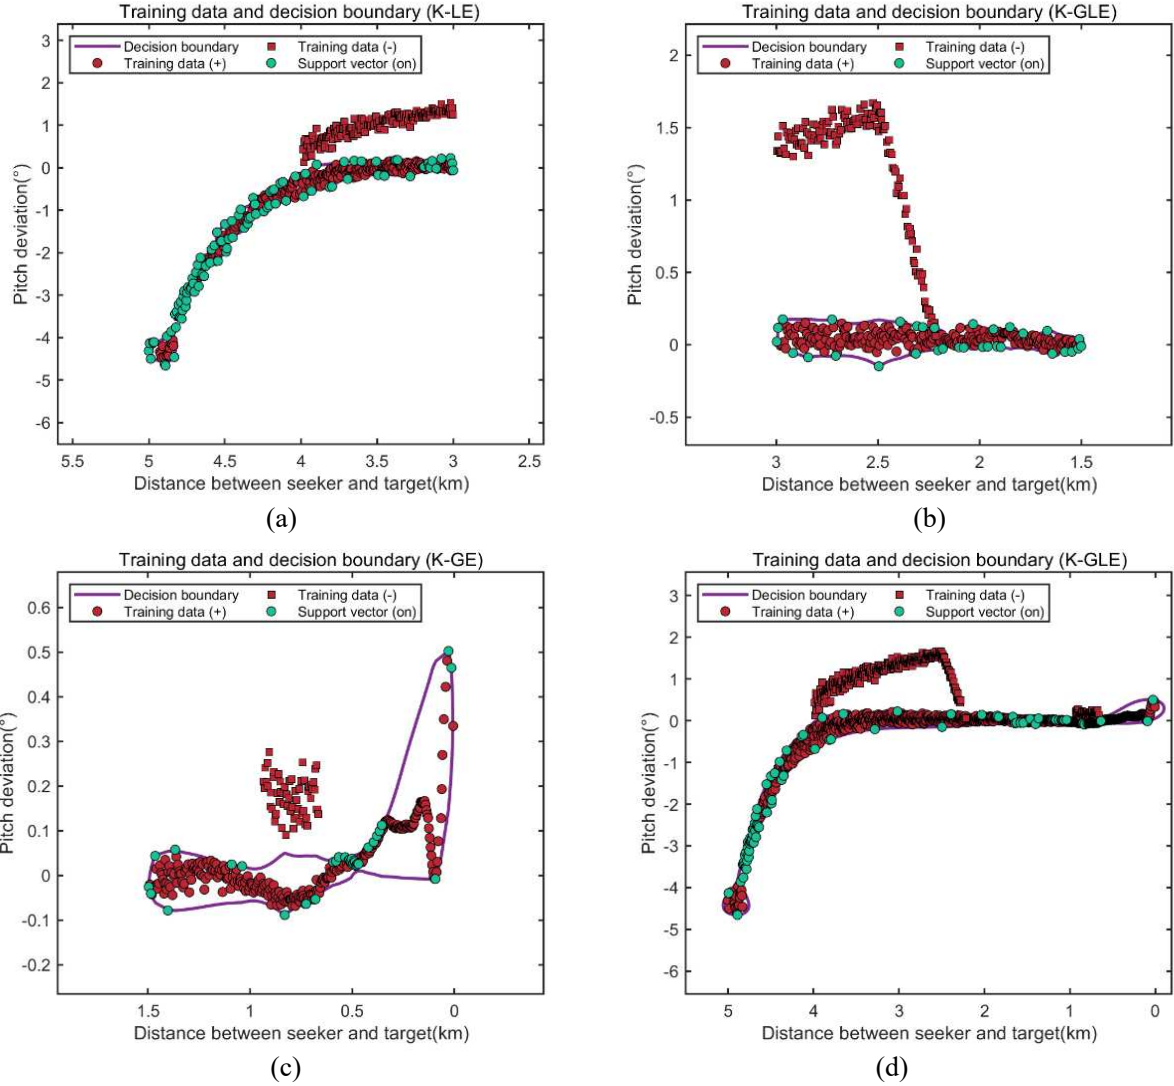 Training data and decision boundary (K-LE)
Decision boundary
Training data (-)
Training data (+)
Support vector (on)
3
2
1
0
-1
-2
-3
-4
-5
-6
Pitch deviation(°)
5.5 5 4.5 4 3.5 3 2.5
Distance between seeker and target(km)
(a)
Training data and decision boundary (K-GLE)
Decision boundary
Training data (-)
Training data (+)
Support vector (on)
2
1.5
1
0.5
0
-0.5
Pitch deviation(°)
3 2.5 2 1.5
Distance between seeker and target(km)
(b)
Training data and decision boundary (K-GE)
Decision boundary
Training data (-)
Training data (+)
Support vector (on)
0.6
0.5
0.4
0.3
0.2
0.1
0
-0.1
-0.2
Pitch deviation(°)
1.5 1 0.5 0
Distance between seeker and target(km)
(c)
Training data and decision boundary (K-GLE)
Decision boundary
Training data (-)
Training data (+)
Support vector (on)
3
2
1
0
-1
-2
-3
-4
-5
-6
Pitch deviation(°)
5 4 3 2 1 0
Distance between seeker and target(km)
(d)